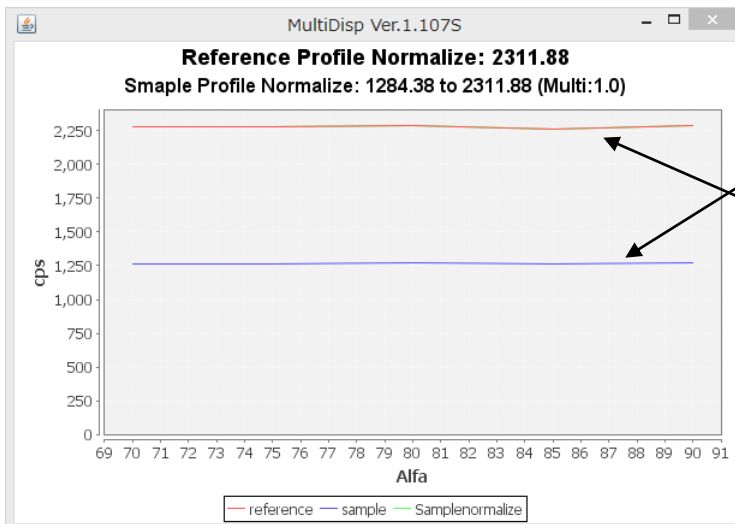 MultiDisp Ver.1.107S
Reference Profile Normalize: 2311.88
Smaple Profile Normalize: 1284.38 to 2311.88 (Multi:1.0)
2,250
2,000
1,750
1,500
1,250
1,000
750
500
250
0
cps
69 70 71 72 73 74 75 76 77 78 79 80 81 82 83 84 85 86 87 88 89 90 91
Alfa
reference sample Samplenormalize